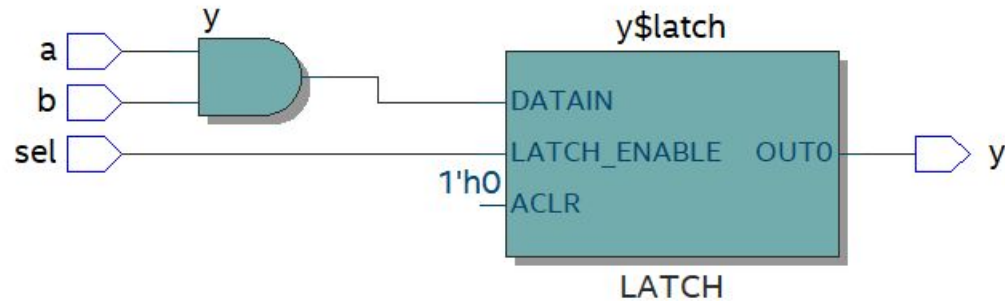 y
y$latch
a
b
sel
1'h0
DATAIN
LATCH_ENABLE
ACLR
OUT0
y
LATCH